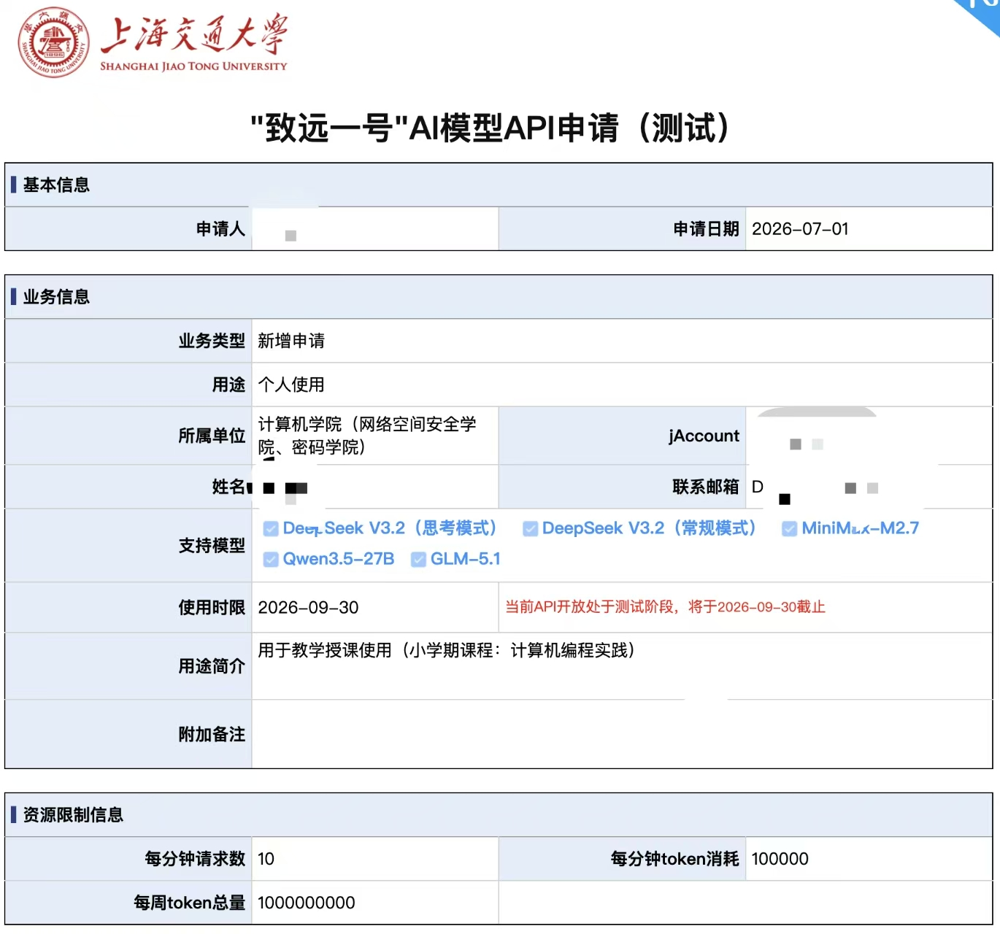 上海交通大學
SHANGHAI JIAO TONG UNIVERSITY
"致远一号"AI模型API申请（测试）
基本信息
申请人
申请日期 2026-07-01
业务信息
业务类型 新增申请
用途 个人使用
所属单位 计算机学院（网络空间安全学
院、密码学院）
jAccount
姓名
联系邮箱 D
支持模型
DeepSeek V3.2（思考模式） DeepSeek V3.2（常规模式） MiniMax-M2.7
Qwen3.5-27B GLM-5.1
使用时限 2026-09-30 当前API开放处于测试阶段，将于2026-09-30截止
用途简介 用于教学授课使用（小学期课程：计算机编程实践）
附加备注
资源限制信息
每分钟请求数 10 每分钟token消耗 100000
每周token总量 1000000000